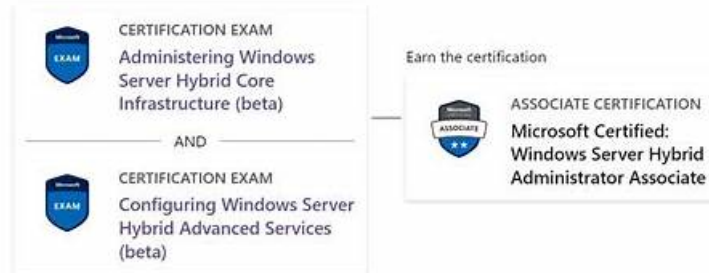 Microsoft
EXAM
CERTIFICATION EXAM
Administering Windows
Server Hybrid Core
Infrastructure (beta)
AND
Microsoft
EXAM
CERTIFICATION EXAM
Configuring Windows Server
Hybrid Advanced Services
(beta)
Earn the certification
ASSOCIATE
ASSOCIATE CERTIFICATION
Microsoft Certified:
Windows Server Hybrid
Administrator Associate